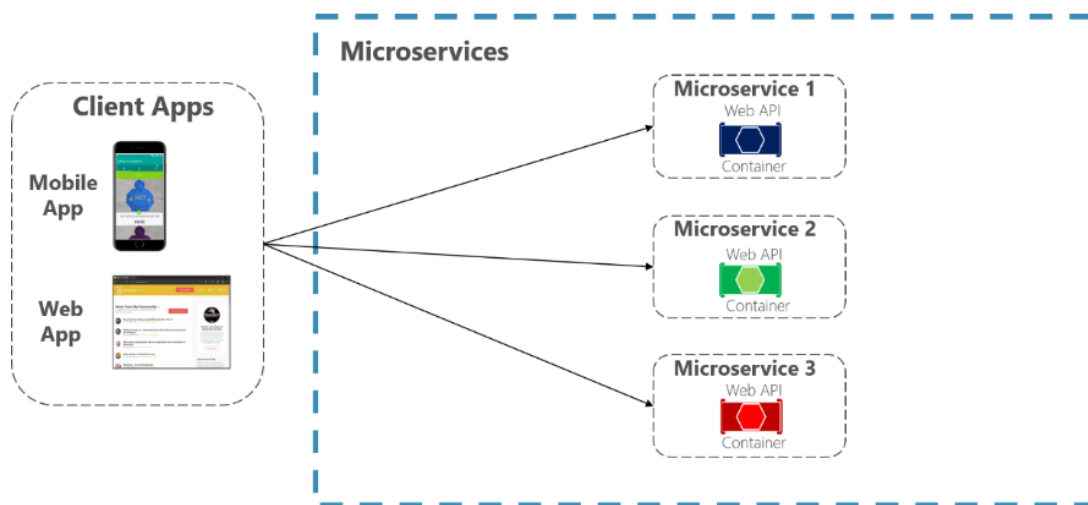 Microservices
Client Apps
Mobile
App
Web
App
Microservice 1
Web API
Container
Microservice 2
Web API
Container
Microservice 3
Web API
Container